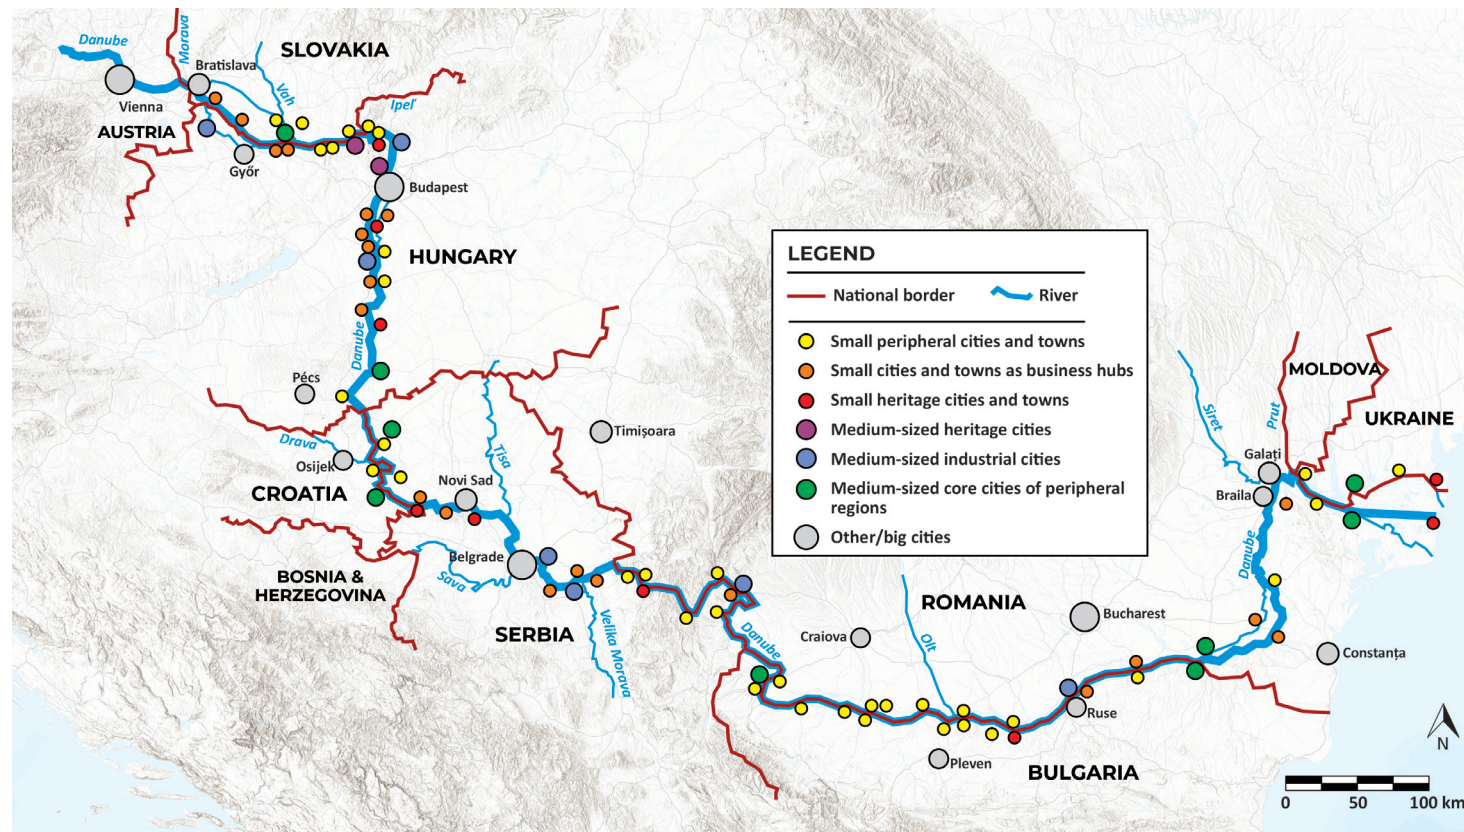 Danube
Morava
SLOVAKIA
Bratislava
Vah
Ipeľ
Vienna
AUSTRIA
Győr
Budapest
HUNGARY
Danube
Pécs
Drava
Osijek
CROATIA
Novi Sad
Tisa
Timișoara
Belgrade
Sava
BOSNIA &
HERZEGOVINA
SERBIA
Velika Morava
LEGEND
National border
River
Small peripheral cities and towns
Small cities and towns as business hubs
Small heritage cities and towns
Medium-sized heritage cities
Medium-sized industrial cities
Medium-sized core cities of peripheral
regions
Other/big cities
MOLDOVA
UKRAINE
Siret
Prut
Galați
Braila
Danube
ROMANIA
Bucharest
Craiova
Olt
Danube
Constanța
Ruse
Pleven
BULGARIA
N
0 50 100 km